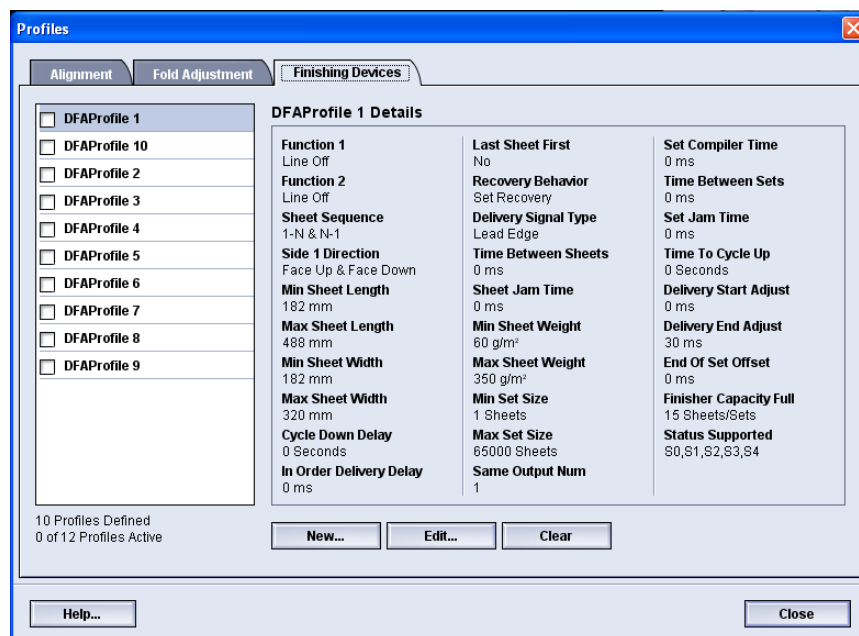 Profiles
Alignment
Fold Adjustment
Finishing Devices
DFAProfile 1
DFAProfile 10
DFAProfile 2
DFAProfile 3
DFAProfile 4
DFAProfile 5
DFAProfile 6
DFAProfile 7
DFAProfile 8
DFAProfile 9
10 Profiles Defined
0 of 12 Profiles Active
DFAProfile 1 Details
Function 1
Line Off
Function 2
Line Off
Sheet Sequence
1-N & N-1
Side 1 Direction
Face Up & Face Down
Min Sheet Length
182 mm
Max Sheet Length
488 mm
Min Sheet Width
182 mm
Max Sheet Width
320 mm
Cycle Down Delay
0 Seconds
In Order Delivery Delay
0 ms
Last Sheet First
No
Recovery Behavior
Set Recovery
Delivery Signal Type
Lead Edge
Time Between Sheets
0 ms
Sheet Jam Time
0 ms
Min Sheet Weight
60 g/m²
Max Sheet Weight
350 g/m²
Min Set Size
1 Sheets
Max Set Size
65000 Sheets
Same Output Num
1
Set Compiler Time
0 ms
Time Between Sets
0 ms
Set Jam Time
0 ms
Time To Cycle Up
0 Seconds
Delivery Start Adjust
0 ms
Delivery End Adjust
30 ms
End Of Set Offset
0 ms
Finisher Capacity Full
15 Sheets/Sets
Status Supported
S0,S1,S2,S3,S4
New...
Edit...
Clear
Help...
Close